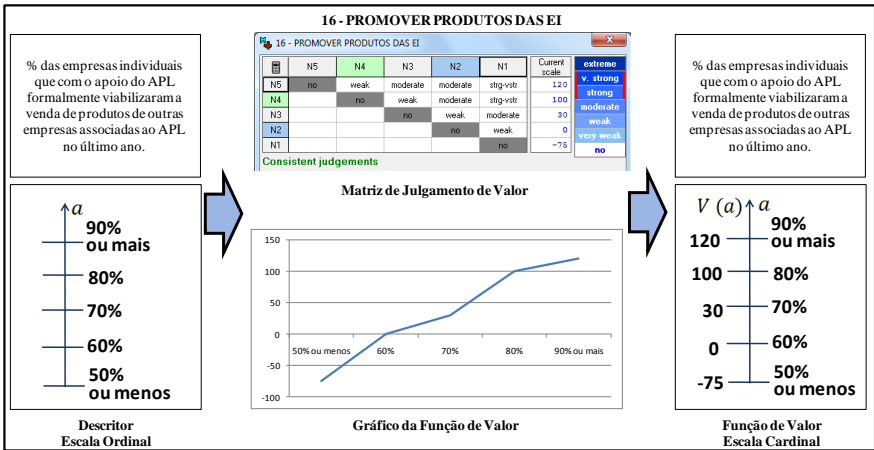 16 - PROMOVER PRODUTOS DAS EI
% das empresas individuais
que com o apoio do APL
formalmente viabilizaram a
venda de produtos de outras
empresas associadas ao APL
no último ano.
a
90%
ou mais
80%
70%
60%
50%
ou menos
Descritor
Escala Ordinal
16 - PROMOVER PRODUTOS DAS EI
N5 N4 N3 N2 N1 Current
scale
N5 no weak moderate moderate strg-vstr 120
N4 no weak moderate strg-vstr 100
N3 no weak moderate 30
N2 no weak 0
N1 no -75
Consistent judgements
extreme
v. strong
strong
moderate
weak
very weak
no
Matriz de Julgamento de Valor
150
100
50
0
-50
-100
50% ou menos 60% 70% 80% 90% ou mais
Gráfico da Função de Valor
% das empresas individuais
que com o apoio do APL
formalmente viabilizaram a
venda de produtos de outras
empresas associadas ao APL
no último ano.
V (a) a
120 90%
ou mais
100 80%
30 70%
0 60%
-75 50%
ou menos
Função de Valor
Escala Cardinal